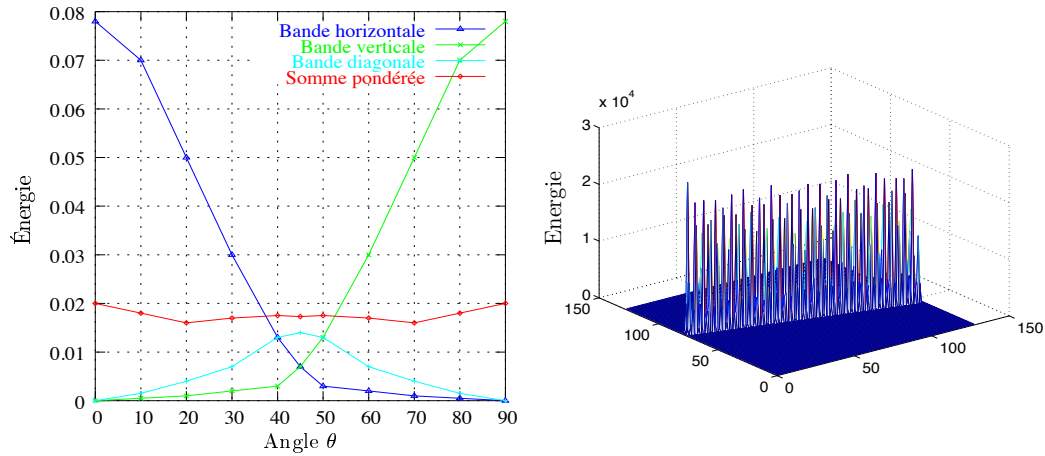 0.08
0.07
0.06
0.05
0.04
0.03
0.02
0.01
0
Énergie
Bande horizontale
Bande verticale
Bande diagonale
Somme pondérée
0 10 20 30 40 50 60 70 80 90
Angle θ
x 10^4
3
2
1
0
Energie
150
100
50
0
0
50
100
150